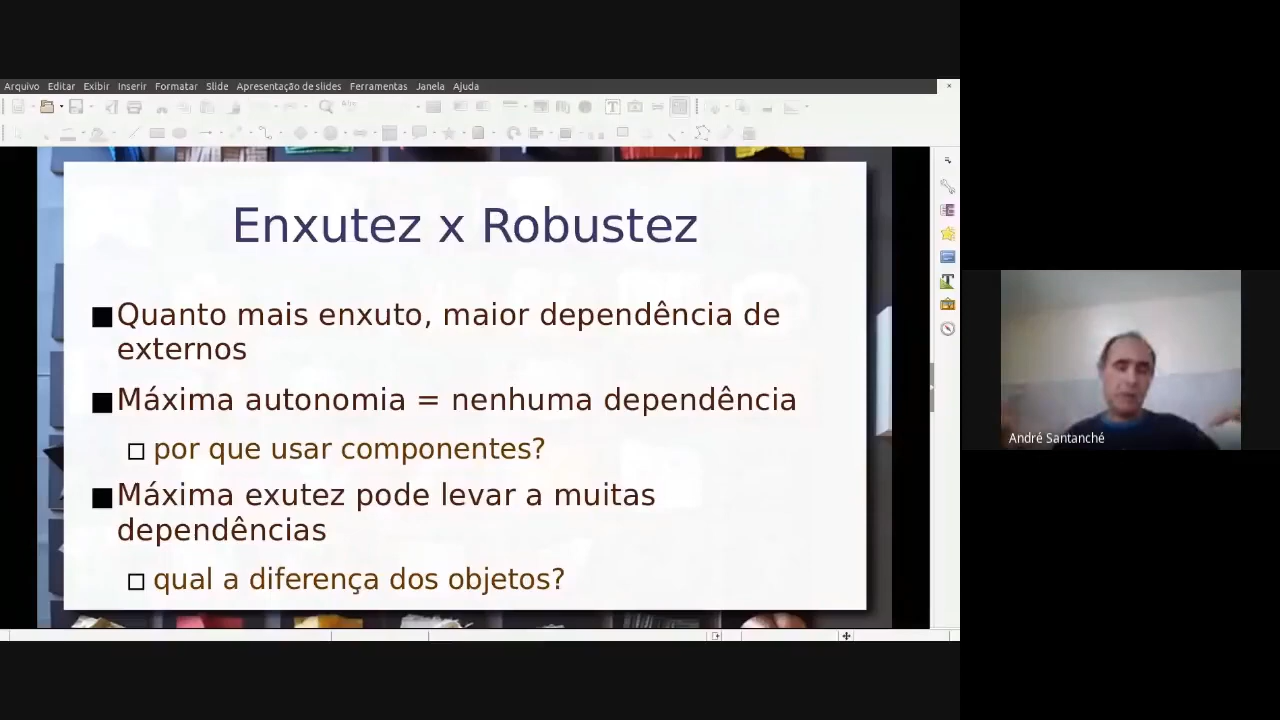 Arquivo Editar Exibir Inserir Formatar Slide Apresentação de slides Ferramentas Janela Ajuda
Enxutez x Robustez
Quanto mais enxuto, maior dependência de
externos
Máxima autonomia = nenhuma dependência
por que usar componentes?
Máxima exutez pode levar a muitas
dependências
qual a diferença dos objetos?
André Santanchè